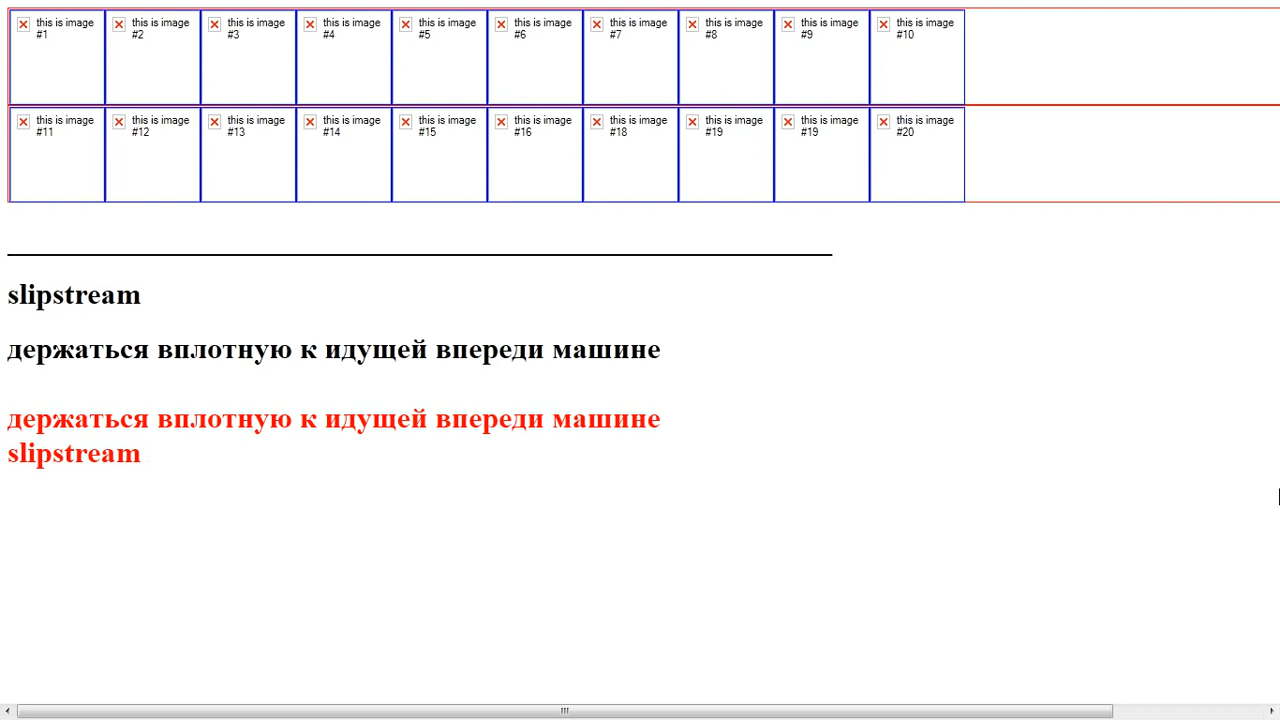 this is image #1 this is image #2 this is image #3 this is image #4 this is image #5 this is image #6 this is image #7 this is image #8 this is image #9 this is image #10
this is image #11 this is image #12 this is image #13 this is image #14 this is image #15 this is image #16 this is image #18 this is image #19 this is image #19 this is image #20
slipstream
держаться вплотную к идущей впереди машине
держаться вплотную к идущей впереди машине
slipstream